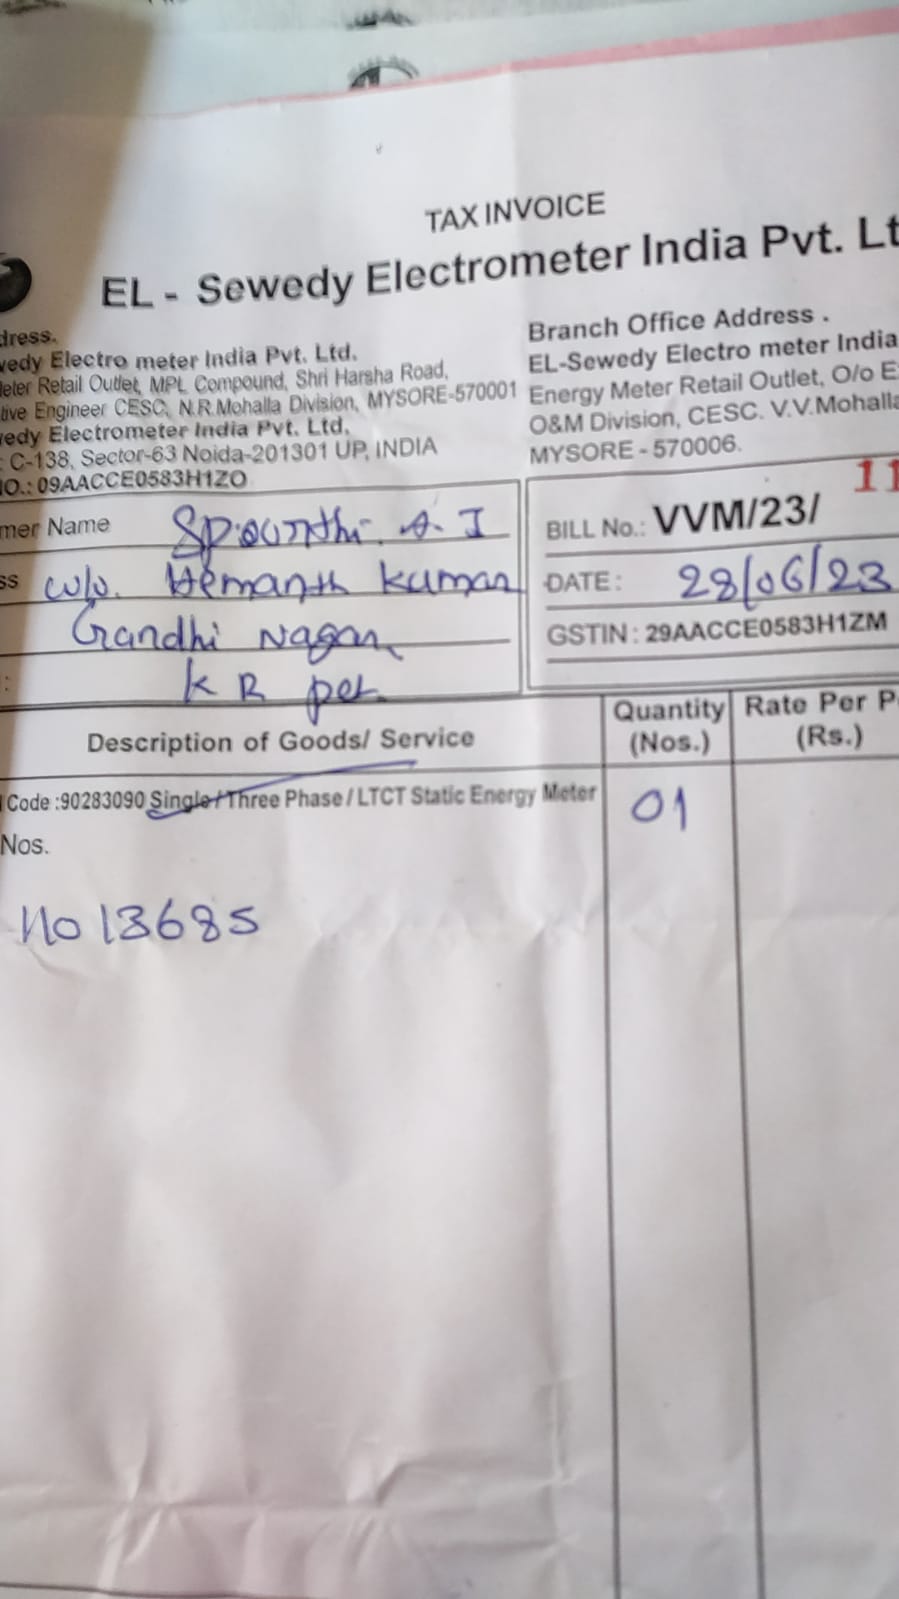 TAX INVOICE
EL - Sewedy Electrometer India Pvt. Lt
dress.
wedy Electro meter India Pvt. Ltd.
leter Retail Outlet, MPL Compound, Shri Harsha Road,
tive Engineer CESC, N.R.Mohalla Division, MYSORE-570001
wedy Electrometer India Pvt. Ltd.
: C-138, Sector-63 Noida-201301 UP, INDIA
NO.: 09AACCE0583H1ZO
Branch Office Address .
EL-Sewedy Electro meter India
Energy Meter Retail Outlet, O/o E
O&M Division, CESC. V.V.Mohalla
MYSORE - 570006.
mer Name Spoorthi. A. J
ss w/o. Hemanth kumar
Gandhi Nagar
: K R pet
11
BILL No.: VVM/23/
DATE : 28/06/23
GSTIN : 29AACCE0583H1ZM
Description of Goods/ Service
Quantity (Nos.)
Rate Per P
(Rs.)
Code :90283090 Single / Three Phase / LTCT Static Energy Meter 01
Nos.
No 13685